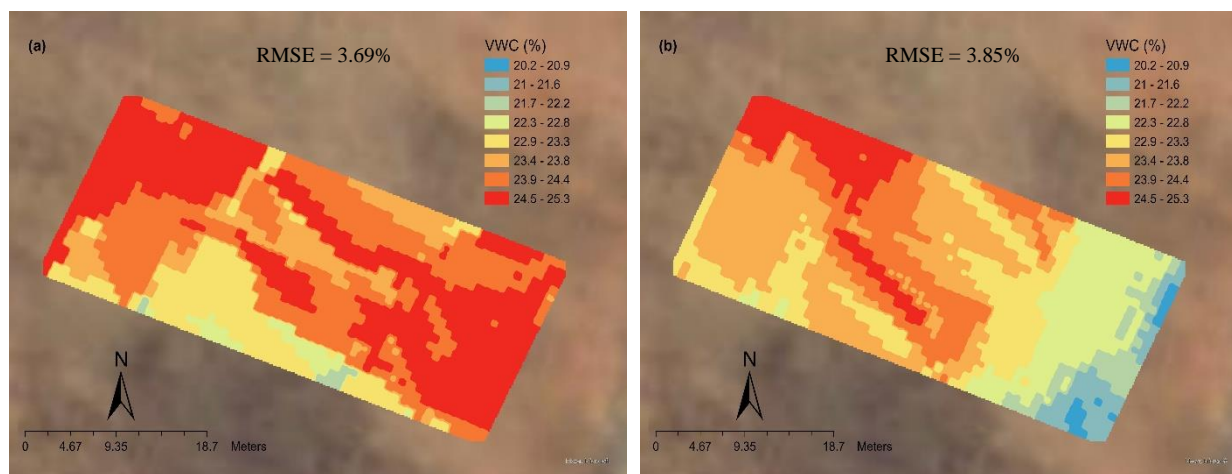 (a)
RMSE = 3.69%
VWC (%)
20.2 - 20.9
21 - 21.6
21.7 - 22.2
22.3 - 22.8
22.9 - 23.3
23.4 - 23.8
23.9 - 24.4
24.5 - 25.3
N
0 4.67 9.35 18.7 Meters
(b)
RMSE = 3.85%
VWC (%)
20.2 - 20.9
21 - 21.6
21.7 - 22.2
22.3 - 22.8
22.9 - 23.3
23.4 - 23.8
23.9 - 24.4
24.5 - 25.3
N
0 4.67 9.35 18.7 Meters